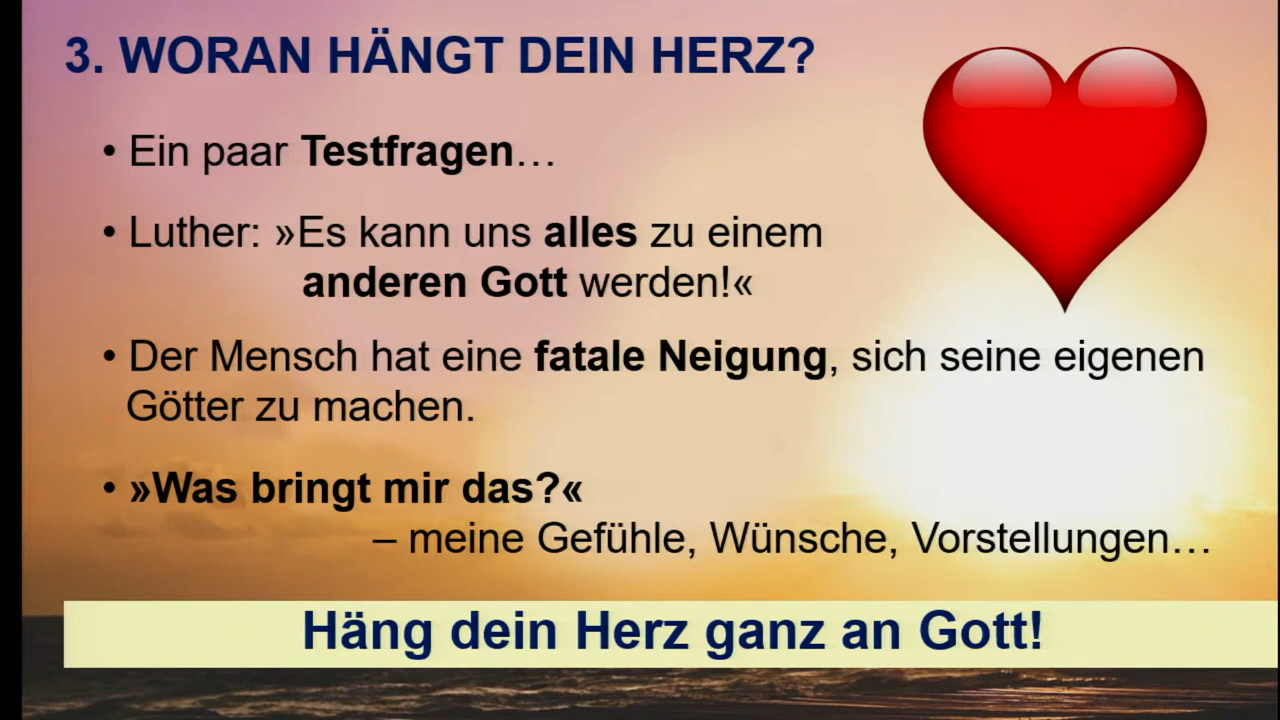 3. WORAN HÄNGT DEIN HERZ?
• Ein paar Testfragen…
• Luther: »Es kann uns alles zu einem
anderen Gott werden!«
• Der Mensch hat eine fatale Neigung, sich seine eigenen
Götter zu machen.
• »Was bringt mir das?«
– meine Gefühle, Wünsche, Vorstellungen…
Häng dein Herz ganz an Gott!